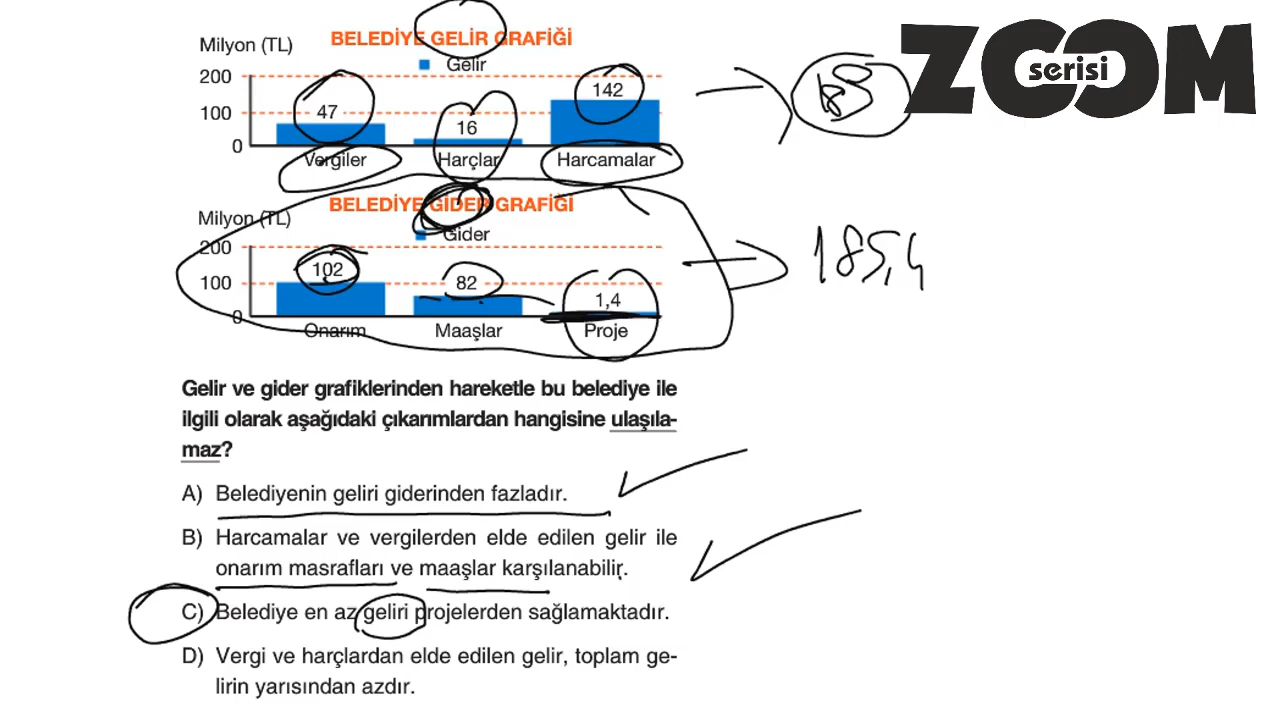 ZOOM
serisi
BELEDİYE GELİR GRAFİĞİ
Milyon (TL)
Gelir
200
100
0
47
16
142
Vergiler
Harçlar
Harcamalar
BELEDİYE GİDER GRAFİĞİ
Milyon (TL)
Gider
200
100
0
102
82
1,4
Onarım
Maaşlar
Proje
185,4
Gelir ve gider grafiklerinden hareketle bu belediye ile
ilgili olarak aşağıdaki çıkarımlardan hangisine ulaşıla-
maz?
A) Belediyenin geliri giderinden fazladır.
B) Harcamalar ve vergilerden elde edilen gelir ile
onarım masrafları ve maaşlar karşılanabilir.
C) Belediye en az geliri projelerden sağlamaktadır.
D) Vergi ve harçlardan elde edilen gelir, toplam ge-
lirin yarısından azdır.